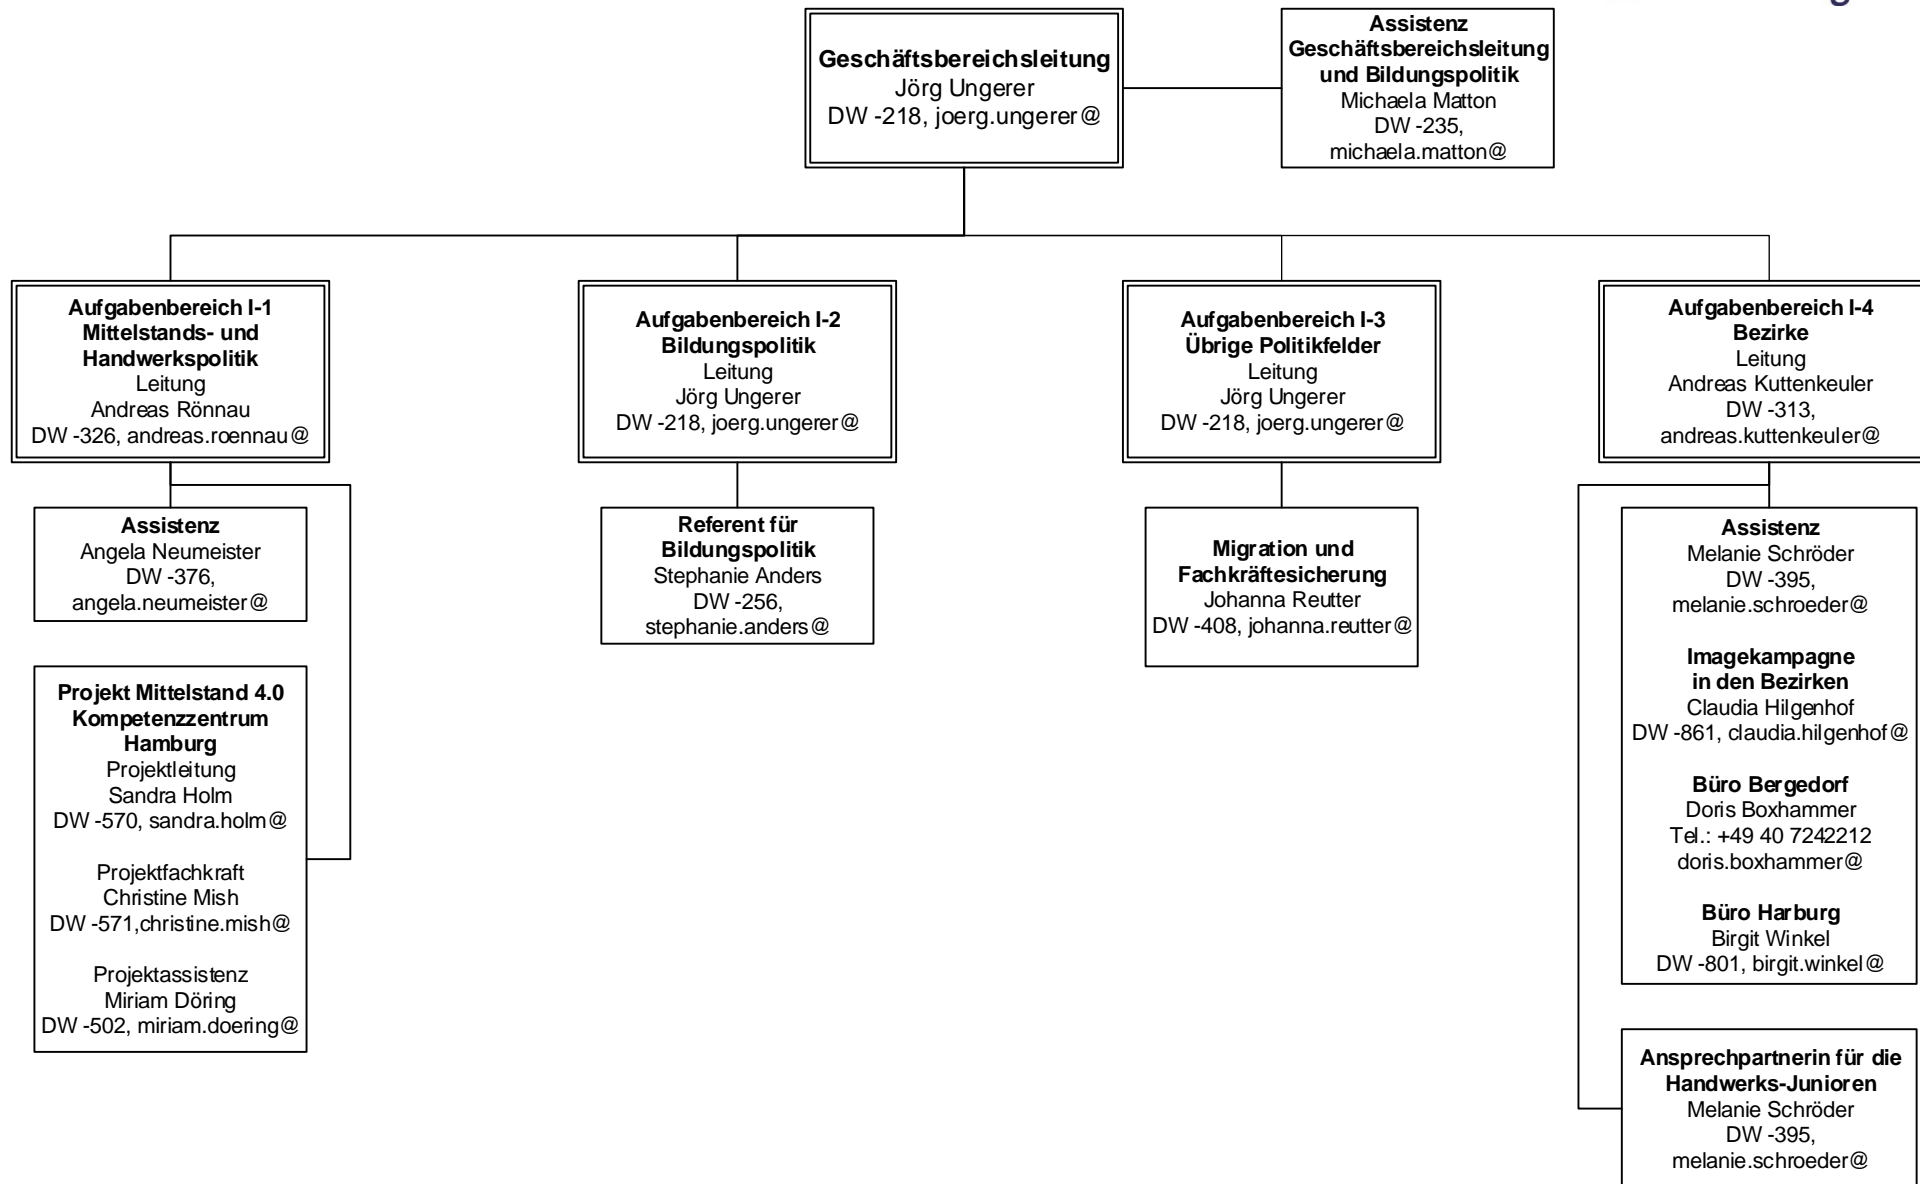 Geschäftsbereichsleitung
Jörg Ungerer
DW -218, joerg.ungerer@
Assistenz
Geschäftsbereichsleitung
und Bildungspolitik
Michaela Matton
DW -235,
michaela.matton@
Aufgabenbereich I-1
Mittelstands- und
Handwerkspolitik
Leitung
Andreas Rönnau
DW -326, andreas.roennau@
Aufgabenbereich I-2
Bildungspolitik
Leitung
Jörg Ungerer
DW -218, joerg.ungerer@
Aufgabenbereich I-3
Übrige Politikfelder
Leitung
Jörg Ungerer
DW -218, joerg.ungerer@
Aufgabenbereich I-4
Bezirke
Leitung
Andreas Kuttenkeuler
DW -313,
andreas.kuttenkeuler@
Assistenz
Angela Neumeister
DW -376,
angela.neumeister@
Projekt Mittelstand 4.0
Kompetenzzentrum
Hamburg
Projektleitung
Sandra Holm
DW -570, sandra.holm@
Projektfachkraft
Christine Mish
DW -571,christine.mish@
Projektassistenz
Miriam Döring
DW -502, miriam.doering@
Referent für
Bildungspolitik
Stephanie Anders
DW -256,
stephanie.anders@
Migration und
Fachkräftesicherung
Johanna Reutter
DW -408, johanna.reutter@
Assistenz
Melanie Schröder
DW -395,
melanie.schroeder@
Imagekampagne
in den Bezirken
Claudia Hilgenhof
DW -861, claudia.hilgenhof@
Büro Bergedorf
Doris Boxhammer
Tel.: +49 40 7242212
doris.boxhammer@
Büro Harburg
Birgit Winkel
DW -801, birgit.winkel@
Ansprechpartnerin für die
Handwerks-Junioren
Melanie Schröder
DW -395,
melanie.schroeder@